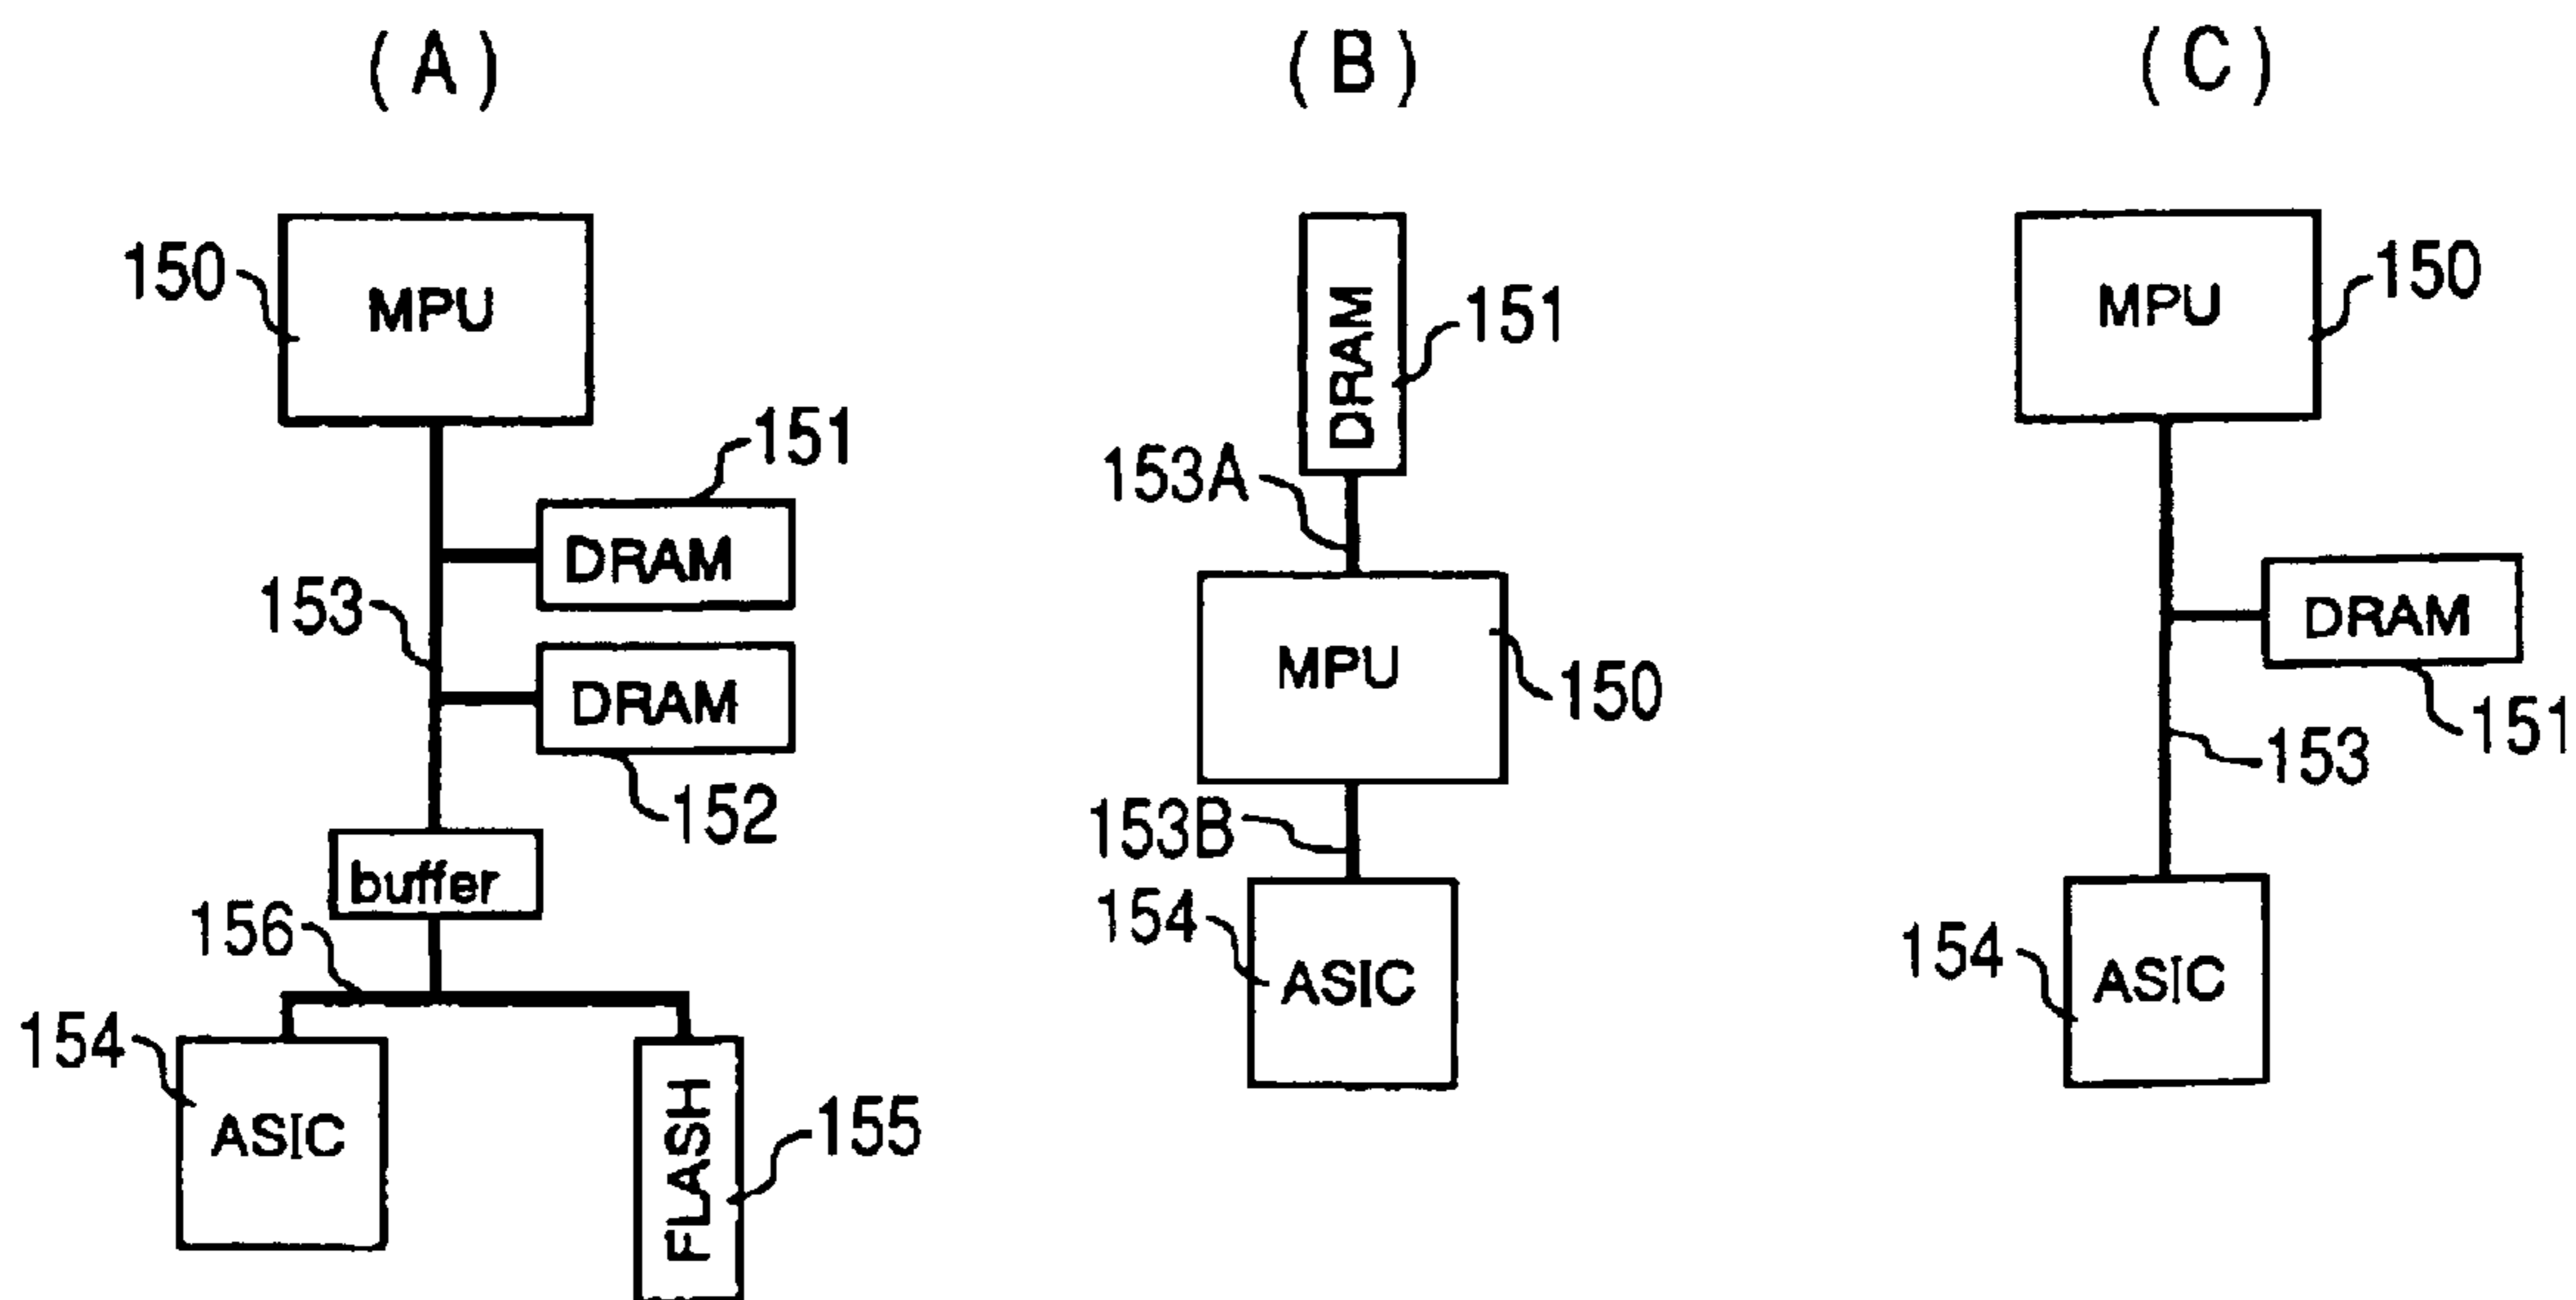 (A)
150
MPU
151
DRAM
153
DRAM
152
buffer
156
154
ASIC
FLASH
155
(B)
DRAM
151
153A
MPU
150
153B
154
ASIC
(C)
MPU
150
DRAM
151
153
154
ASIC